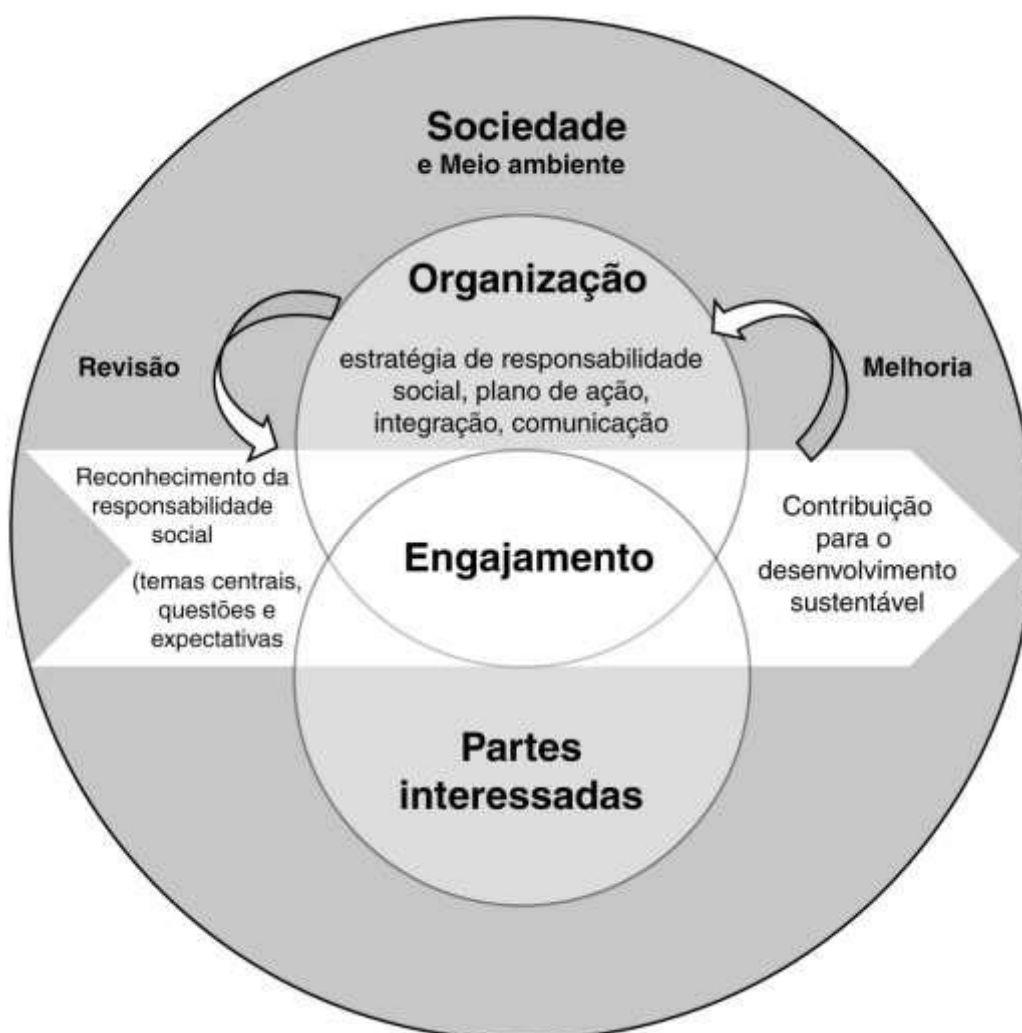 Sociedade
e Meio ambiente
Organização
estratégia de responsabilidade
social, plano de ação,
integração, comunicação
Revisão
Melhoria
Reconhecimento da
responsabilidade
social
(temas centrais,
questões e
expectativas
Engajamento
Contribuição
para o
desenvolvimento
sustentável
Partes
interessadas